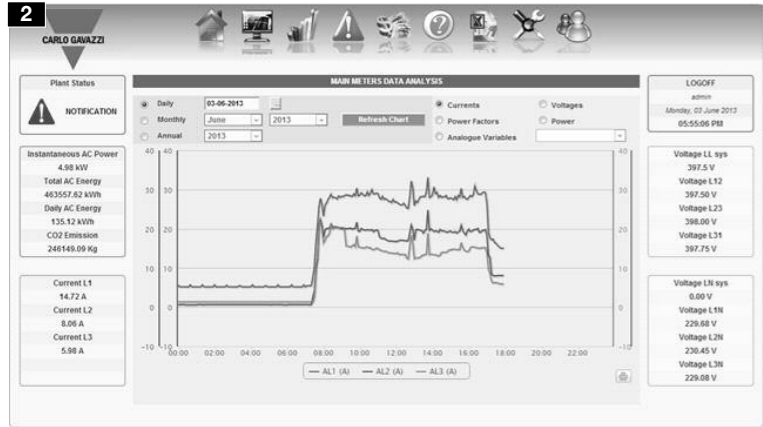 2
CARLO GAVAZZI
Plant Status
NOTIFICATION
Instantaneous AC Power
4.98 kW
Total AC Energy
463557.62 kWh
Daily AC Energy
135.12 kWh
CO2 Emission
246149.09 Kg
Current L1
14.72 A
Current L2
8.06 A
Current L3
5.98 A
MAIN METERS DATA ANALYSIS
Daily 03-06-2013 Currents Voltages
Monthly June 2013 Refresh Chart Power Factors Power
Annual 2013 Analogue Variables
40 40 40
30 30 30
20 20 20
10 10 10
0 0 0
-10 -10 -10
00:00 02:00 04:00 06:00 08:00 10:00 12:00 14:00 16:00 18:00 20:00 22:00
AL1 (A) AL2 (A) AL3 (A)
LOGOFF
admin
Monday, 03 June 2013
05:55:06 PM
Voltage LL sys
397.5 V
Voltage L12
397.50 V
Voltage L23
398.00 V
Voltage L31
397.75 V
Voltage LN sys
0.00 V
Voltage L1N
229.68 V
Voltage L2N
230.45 V
Voltage L3N
229.08 V